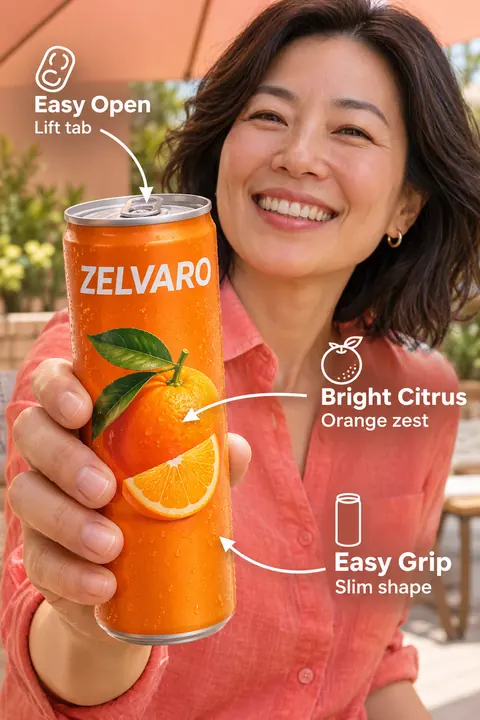 Easy Open
Lift tab
ZELVARO
Bright Citrus
Orange zest
Easy Grip
Slim shape